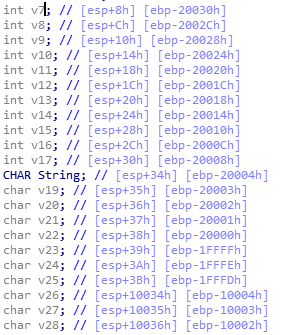 int v7; // [esp+8h] [ebp-20030h]
int v8; // [esp+Ch] [ebp-2002Ch]
int v9; // [esp+10h] [ebp-20028h]
int v10; // [esp+14h] [ebp-20024h]
int v11; // [esp+18h] [ebp-20020h]
int v12; // [esp+1Ch] [ebp-2001Ch]
int v13; // [esp+20h] [ebp-20018h]
int v14; // [esp+24h] [ebp-20014h]
int v15; // [esp+28h] [ebp-20010h]
int v16; // [esp+2Ch] [ebp-2000Ch]
int v17; // [esp+30h] [ebp-20008h]
CHAR String; // [esp+34h] [ebp-20004h]
char v19; // [esp+35h] [ebp-20003h]
char v20; // [esp+36h] [ebp-20002h]
char v21; // [esp+37h] [ebp-20001h]
char v22; // [esp+38h] [ebp-20000h]
char v23; // [esp+39h] [ebp-1FFFFh]
char v24; // [esp+3Ah] [ebp-1FFFEh]
char v25; // [esp+3Bh] [ebp-1FFFDh]
char v26; // [esp+10034h] [ebp-10004h]
char v27; // [esp+10035h] [ebp-10003h]
char v28; // [esp+10036h] [ebp-10002h]